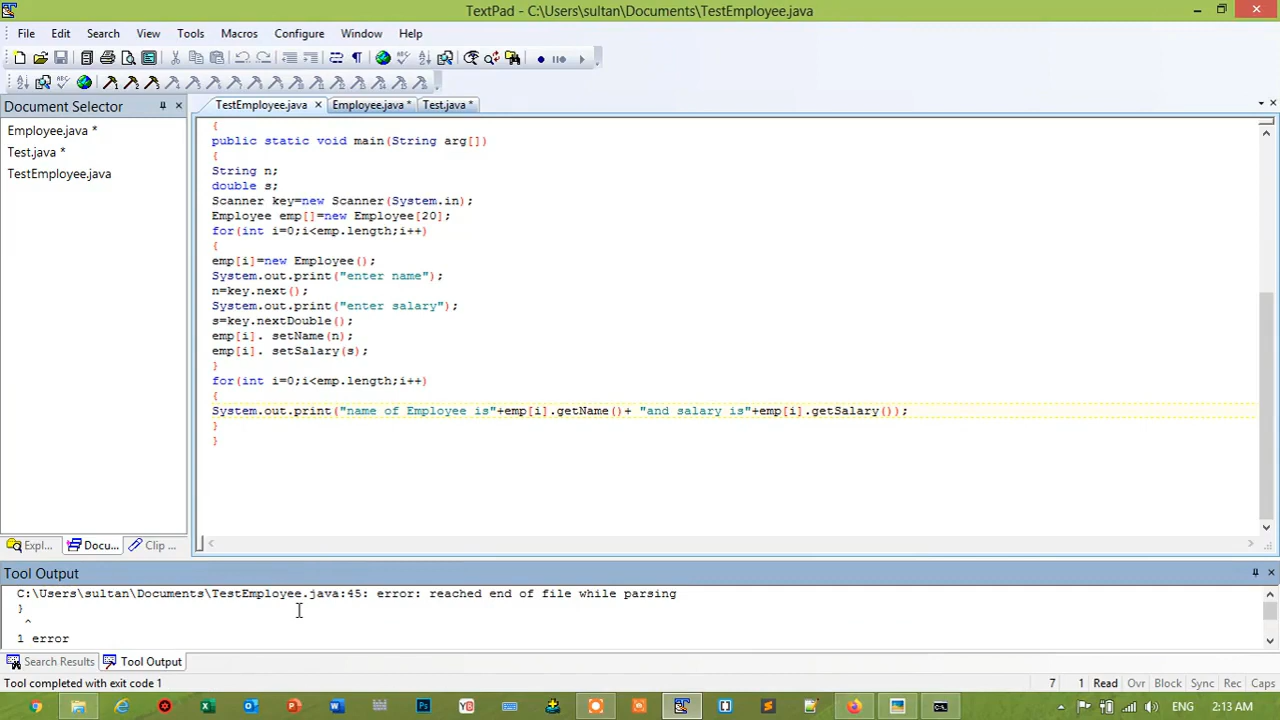 TextPad - C:\Users\sultan\Documents\TestEmployee.java
File Edit Search View Tools Macros Configure Window Help
Document Selector
TestEmployee.java Employee.java * Test.java *
Employee.java *
Test.java *
TestEmployee.java
{
public static void main(String arg[])
{
String n;
double s;
Scanner key=new Scanner(System.in);
Employee emp[]=new Employee[20];
for(int i=0;i<emp.length;i++)
{
emp[i]=new Employee();
System.out.print("enter name");
n=key.next();
System.out.print("enter salary");
s=key.nextDouble();
emp[i]. setName(n);
emp[i]. setSalary(s);
}
for(int i=0;i<emp.length;i++)
{
System.out.print("name of Employee is"+emp[i].getName()+ "and salary is"+emp[i].getSalary());
}
}
Expl... Docu... Clip ...
Tool Output
C:\Users\sultan\Documents\TestEmployee.java:45: error: reached end of file while parsing
}
^
1 error
Search Results Tool Output
Tool completed with exit code 1
7 1 Read Ovr Block Sync Rec Caps
ENG 2:13 AM